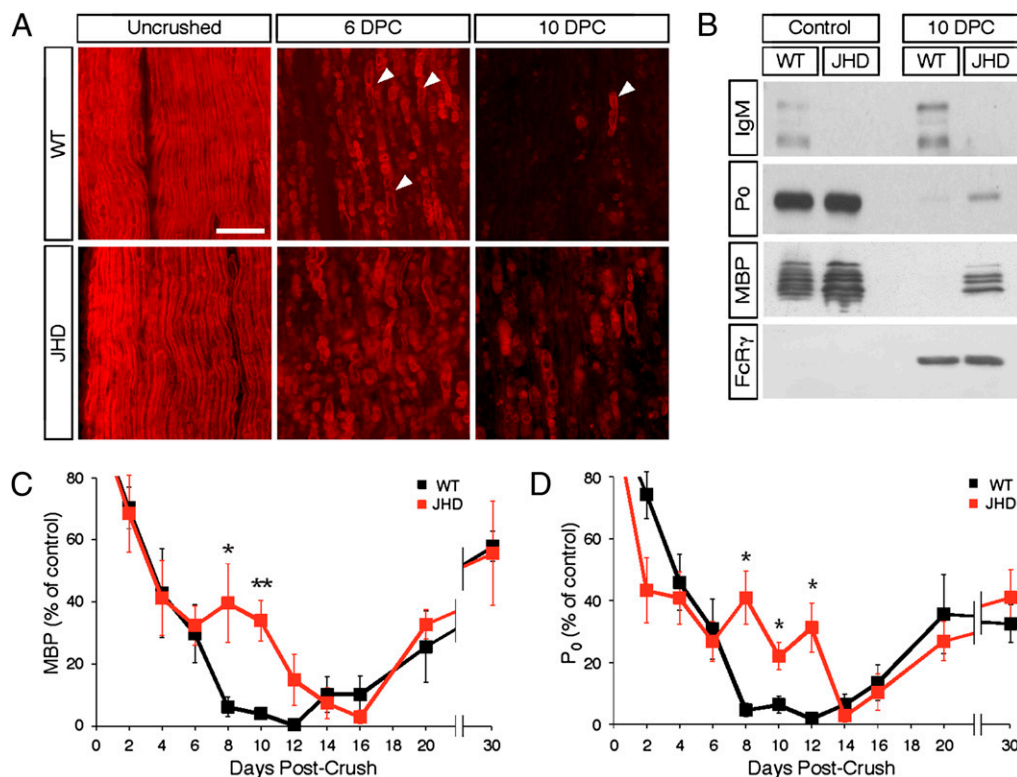 A
Uncrushed
6 DPC
10 DPC
WT
JHD
B
Control
10 DPC
WT
JHD
WT
JHD
IgM
Po
MBP
FcRγ
C
WT
JHD
MBP (% of control)
80
60
40
20
0
*
**
0 2 4 6 8 10 12 14 16 20 30
Days Post-Crush
D
WT
JHD
P0 (% of control)
80
60
40
20
0
*
*
*
0 2 4 6 8 10 12 14 16 20 30
Days Post-Crush